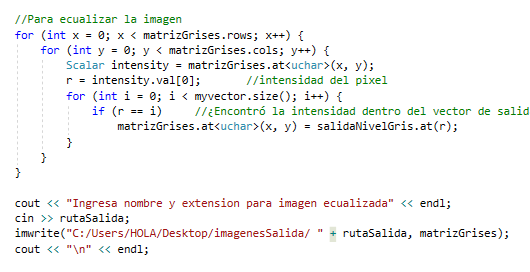 //Para ecualizar la imagen
for (int x = 0; x < matrizGrises.rows; x++) {
for (int y = 0; y < matrizGrises.cols; y++) {
Scalar intensity = matrizGrises.at<uchar>(x, y);
r = intensity.val[0]; //intensidad del pixel
for (int i = 0; i < myvector.size(); i++) {
if (r == i) //¿Encontró la intensidad dentro del vector de salid
matrizGrises.at<uchar>(x, y) = salidaNivelGris.at(r);
}
}
}
cout << "Ingresa nombre y extension para imagen ecualizada" << endl;
cin >> rutaSalida;
imwrite("C:/Users/HOLA/Desktop/imagenesSalida/ " + rutaSalida, matrizGrises);
cout << "\n" << endl;